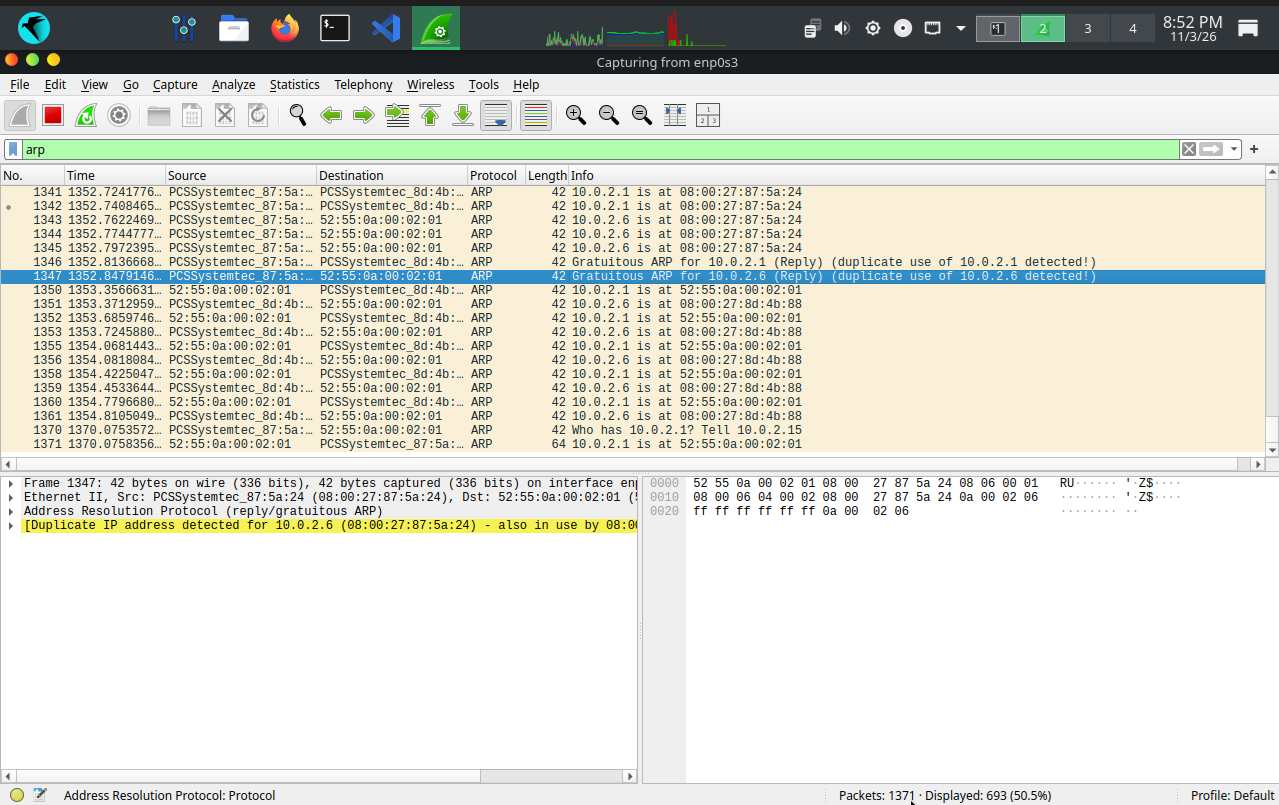 8:52 PM
$_ 1 2 3 4
11/3/26
Capturing from enp0s3
File Edit View Go Capture Analyze Statistics Telephony Wireless Tools Help
arp
No. Time Source Destination Protocol Length Info
1341 1352.7241776… PCSSystemtec_87:5a:… PCSSystemtec_8d:4b:… ARP 42 10.0.2.1 is at 08:00:27:87:5a:24
1342 1352.7408465… PCSSystemtec_87:5a:… PCSSystemtec_8d:4b:… ARP 42 10.0.2.1 is at 08:00:27:87:5a:24
1343 1352.7622469… PCSSystemtec_87:5a:… 52:55:0a:00:02:01 ARP 42 10.0.2.6 is at 08:00:27:87:5a:24
1344 1352.7744777… PCSSystemtec_87:5a:… 52:55:0a:00:02:01 ARP 42 10.0.2.6 is at 08:00:27:87:5a:24
1345 1352.7972395… PCSSystemtec_87:5a:… 52:55:0a:00:02:01 ARP 42 10.0.2.6 is at 08:00:27:87:5a:24
1346 1352.8136668… PCSSystemtec_87:5a:… PCSSystemtec_8d:4b:… ARP 42 Gratuitous ARP for 10.0.2.1 (Reply) (duplicate use of 10.0.2.1 detected!)
1347 1352.8479146… PCSSystemtec_87:5a:… 52:55:0a:00:02:01 ARP 42 Gratuitous ARP for 10.0.2.6 (Reply) (duplicate use of 10.0.2.6 detected!)
1350 1353.3566631… 52:55:0a:00:02:01 PCSSystemtec_8d:4b:… ARP 42 10.0.2.1 is at 52:55:0a:00:02:01
1351 1353.3712959… PCSSystemtec_8d:4b:… 52:55:0a:00:02:01 ARP 42 10.0.2.6 is at 08:00:27:8d:4b:88
1352 1353.6859746… 52:55:0a:00:02:01 PCSSystemtec_8d:4b:… ARP 42 10.0.2.1 is at 52:55:0a:00:02:01
1353 1353.7245880… PCSSystemtec_8d:4b:… 52:55:0a:00:02:01 ARP 42 10.0.2.6 is at 08:00:27:8d:4b:88
1355 1354.0681443… 52:55:0a:00:02:01 PCSSystemtec_8d:4b:… ARP 42 10.0.2.1 is at 52:55:0a:00:02:01
1356 1354.0818084… PCSSystemtec_8d:4b:… 52:55:0a:00:02:01 ARP 42 10.0.2.6 is at 08:00:27:8d:4b:88
1358 1354.4225047… 52:55:0a:00:02:01 PCSSystemtec_8d:4b:… ARP 42 10.0.2.1 is at 52:55:0a:00:02:01
1359 1354.4533644… PCSSystemtec_8d:4b:… 52:55:0a:00:02:01 ARP 42 10.0.2.6 is at 08:00:27:8d:4b:88
1360 1354.7796680… 52:55:0a:00:02:01 PCSSystemtec_8d:4b:… ARP 42 10.0.2.1 is at 52:55:0a:00:02:01
1361 1354.8105049… PCSSystemtec_8d:4b:… 52:55:0a:00:02:01 ARP 42 10.0.2.6 is at 08:00:27:8d:4b:88
1370 1370.0753572… PCSSystemtec_87:5a:… 52:55:0a:00:02:01 ARP 42 Who has 10.0.2.1? Tell 10.0.2.15
1371 1370.0758356… 52:55:0a:00:02:01 PCSSystemtec_87:5a:… ARP 64 10.0.2.1 is at 52:55:0a:00:02:01
Frame 1347: 42 bytes on wire (336 bits), 42 bytes captured (336 bits) on interface enp
Ethernet II, Src: PCSSystemtec_87:5a:24 (08:00:27:87:5a:24), Dst: 52:55:0a:00:02:01 (5
Address Resolution Protocol (reply/gratuitous ARP)
[Duplicate IP address detected for 10.0.2.6 (08:00:27:87:5a:24) - also in use by 08:00
0000 52 55 0a 00 02 01 08 00 27 87 5a 24 08 06 00 01 RU······ '·Z$····
0010 08 00 06 04 00 02 08 00 27 87 5a 24 0a 00 02 06 ········ '·Z$····
0020 ff ff ff ff ff ff 0a 00 02 06 ········ ··
Address Resolution Protocol: Protocol
Packets: 1371 · Displayed: 693 (50.5%)
Profile: Default